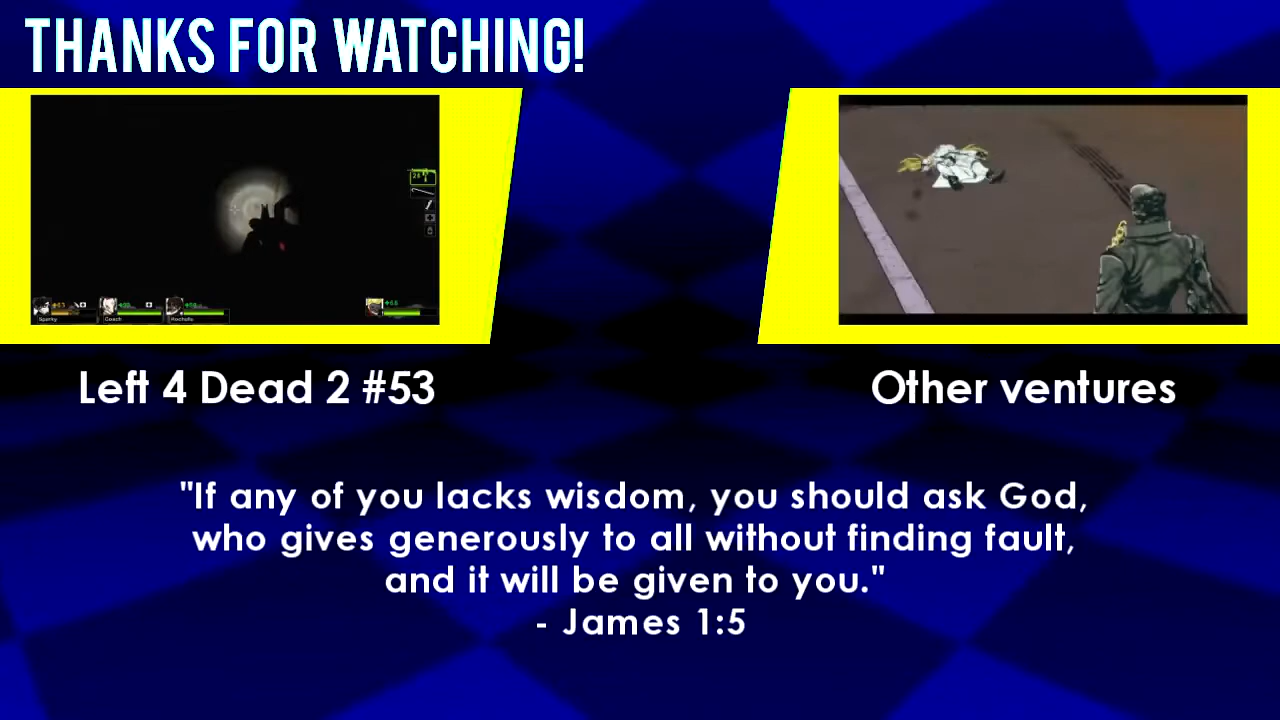 THANKS FOR WATCHING!
Left 4 Dead 2 #53
Other ventures
"If any of you lacks wisdom, you should ask God,
who gives generously to all without finding fault,
and it will be given to you."
- James 1:5